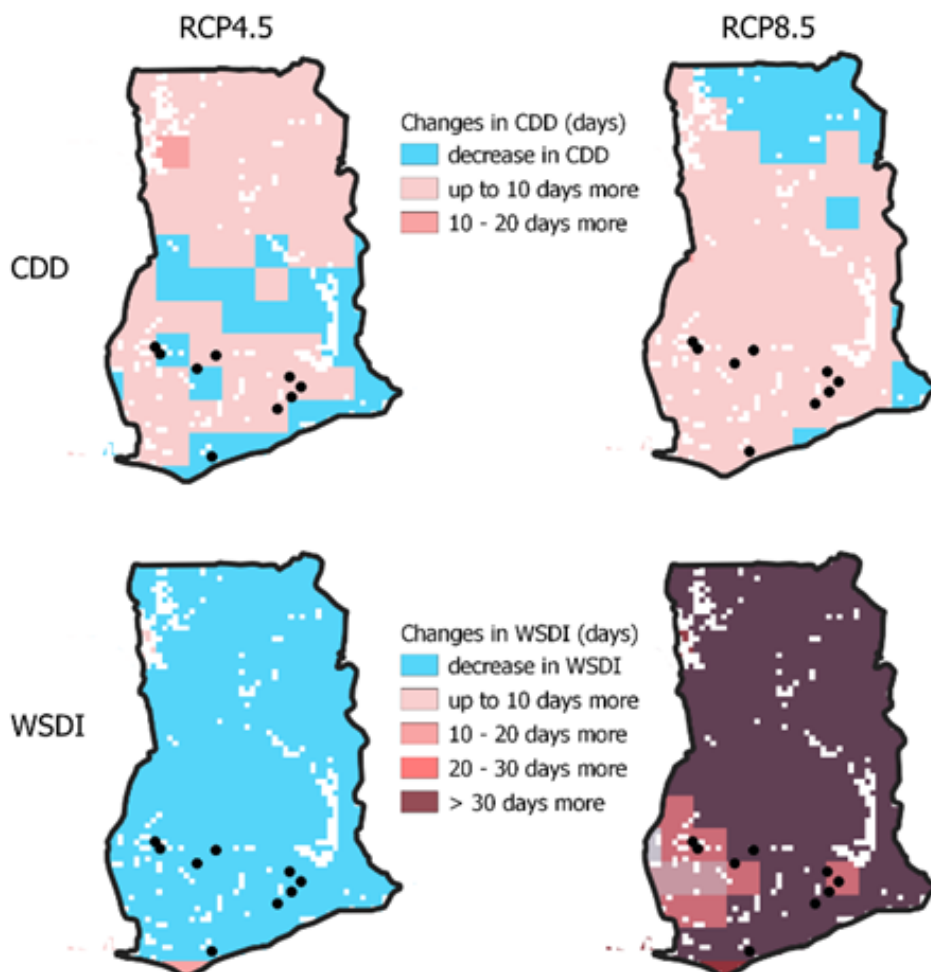 RCP4.5
RCP8.5
Changes in CDD (days)
decrease in CDD
up to 10 days more
10 - 20 days more
CDD
Changes in WSDI (days)
decrease in WSDI
up to 10 days more
10 - 20 days more
20 - 30 days more
> 30 days more
WSDI